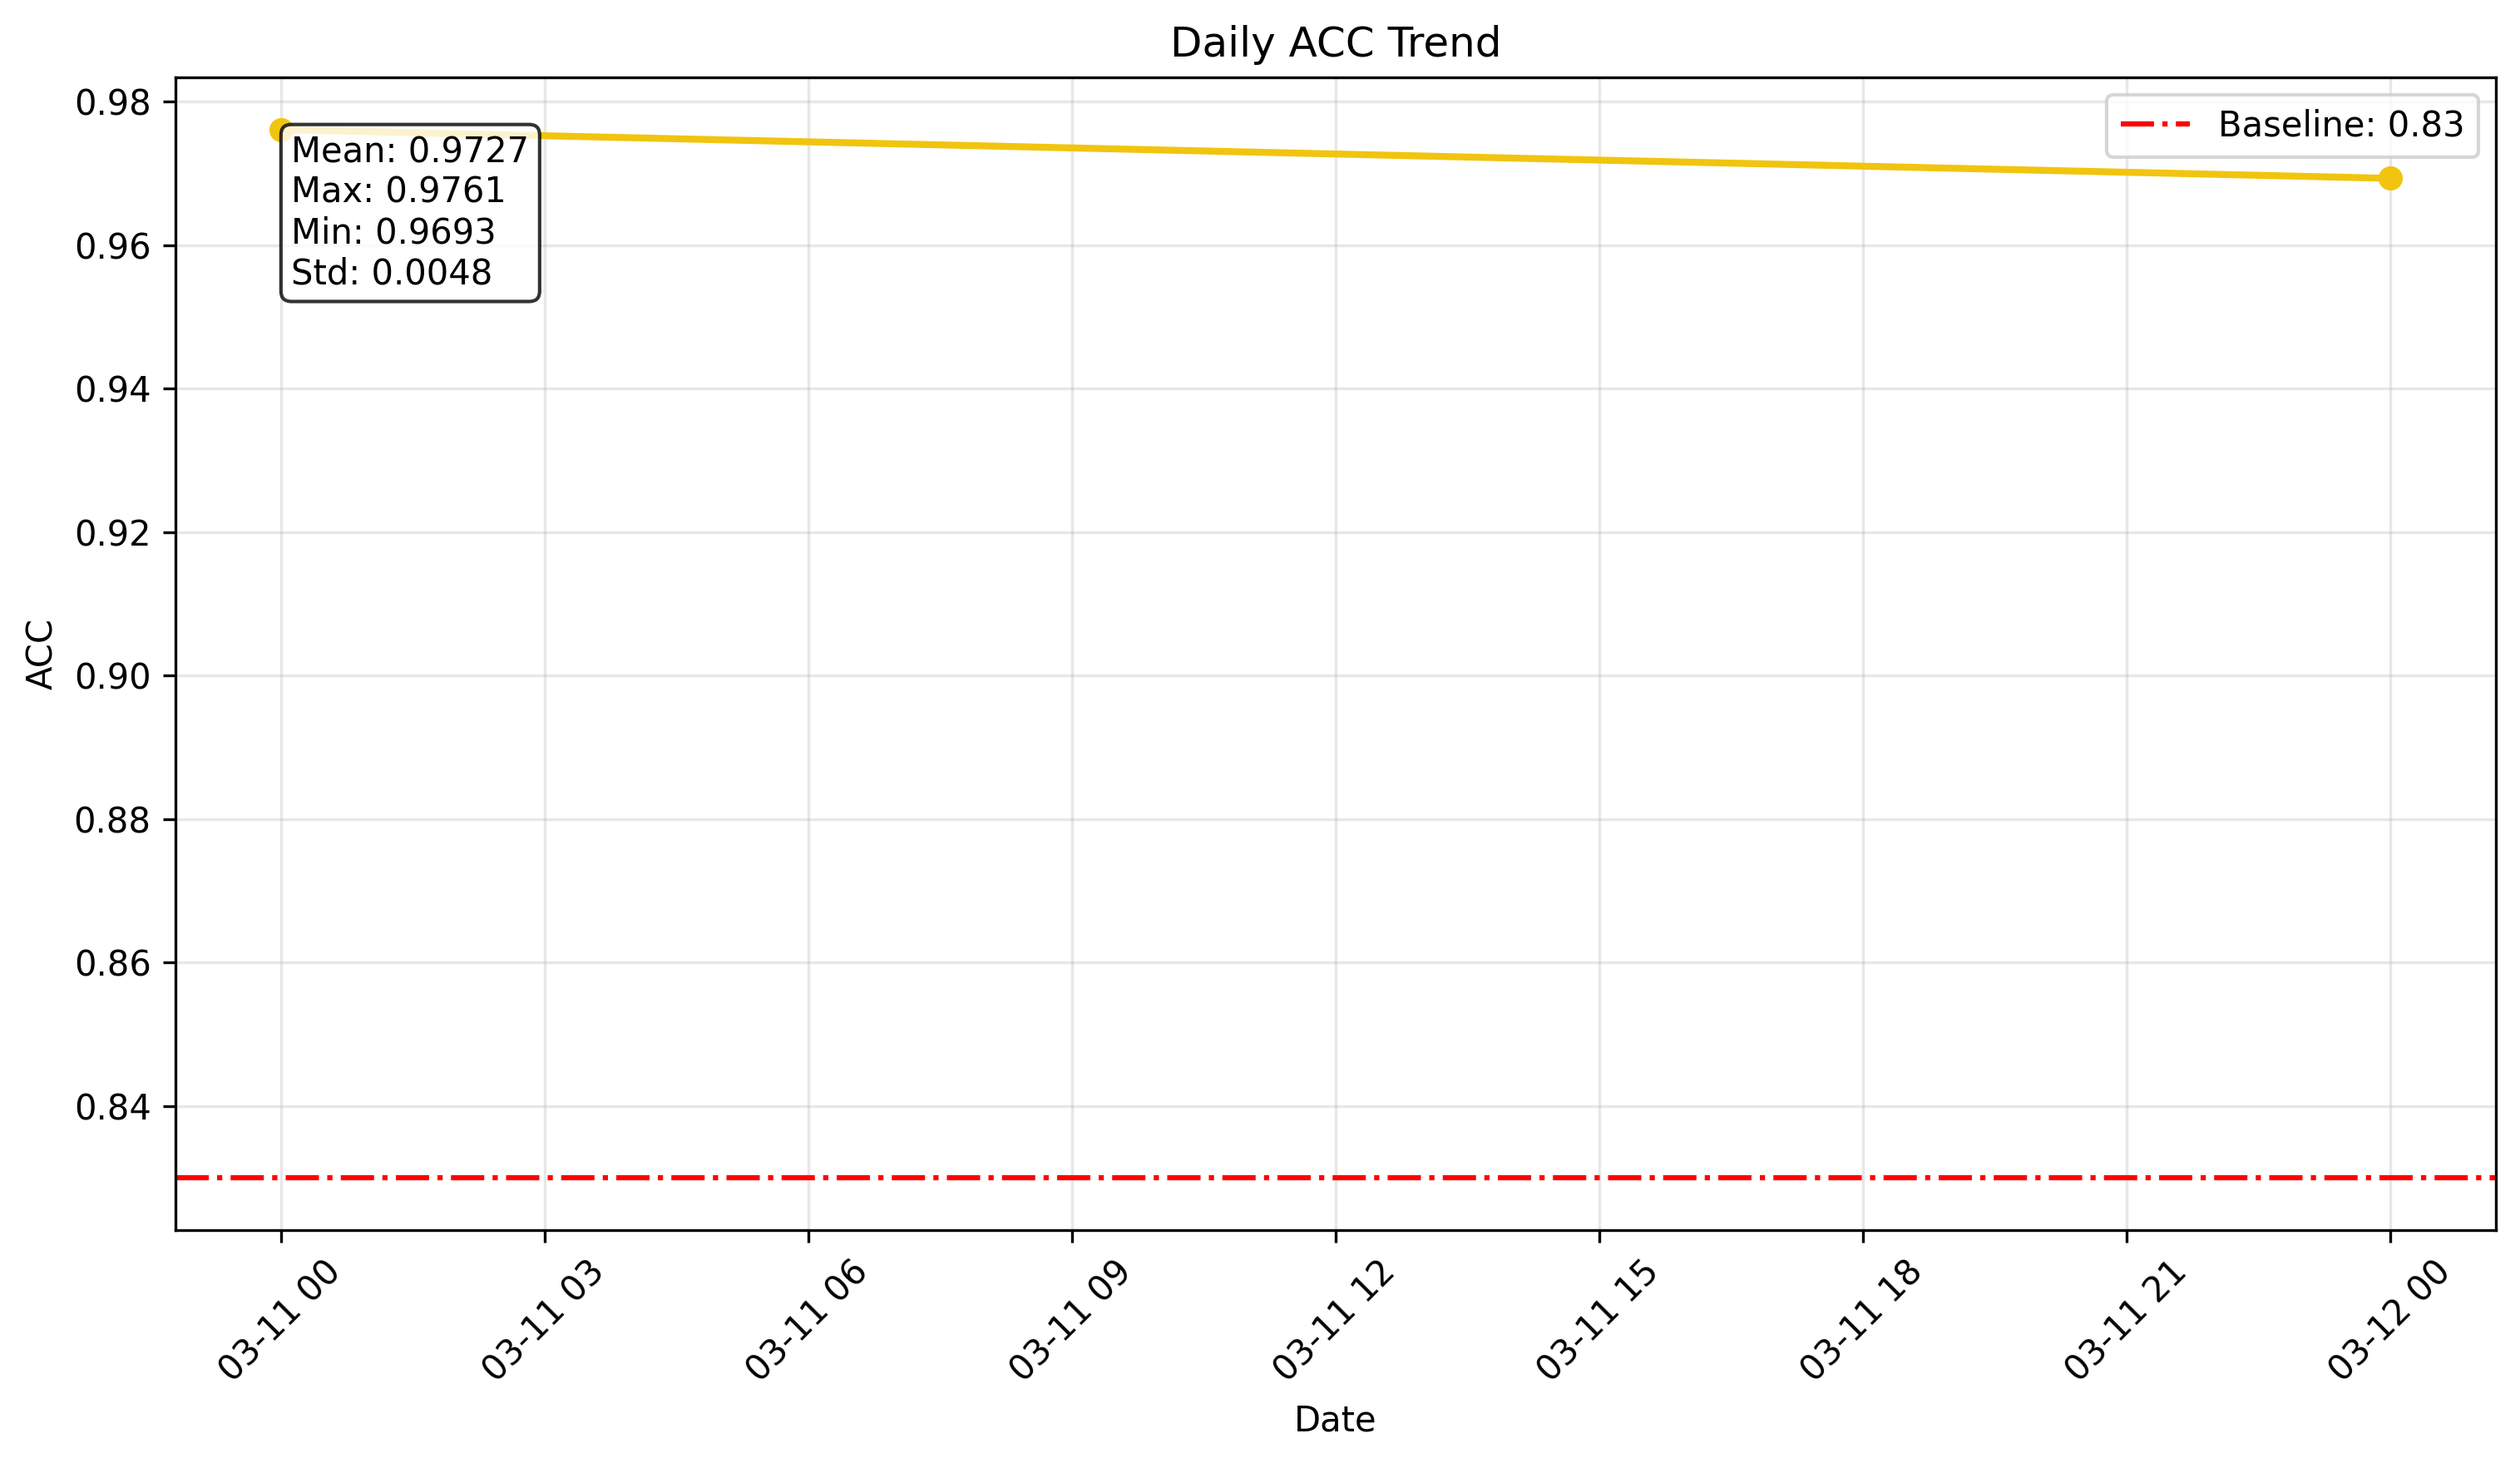 Daily ACC Trend
0.98
0.96
0.94
0.92
0.90
0.88
0.86
0.84
ACC
Mean: 0.9727
Max: 0.9761
Min: 0.9693
Std: 0.0048
Baseline: 0.83
03-11 00
03-11 03
03-11 06
03-11 09
03-11 12
03-11 15
03-11 18
03-11 21
03-12 00
Date